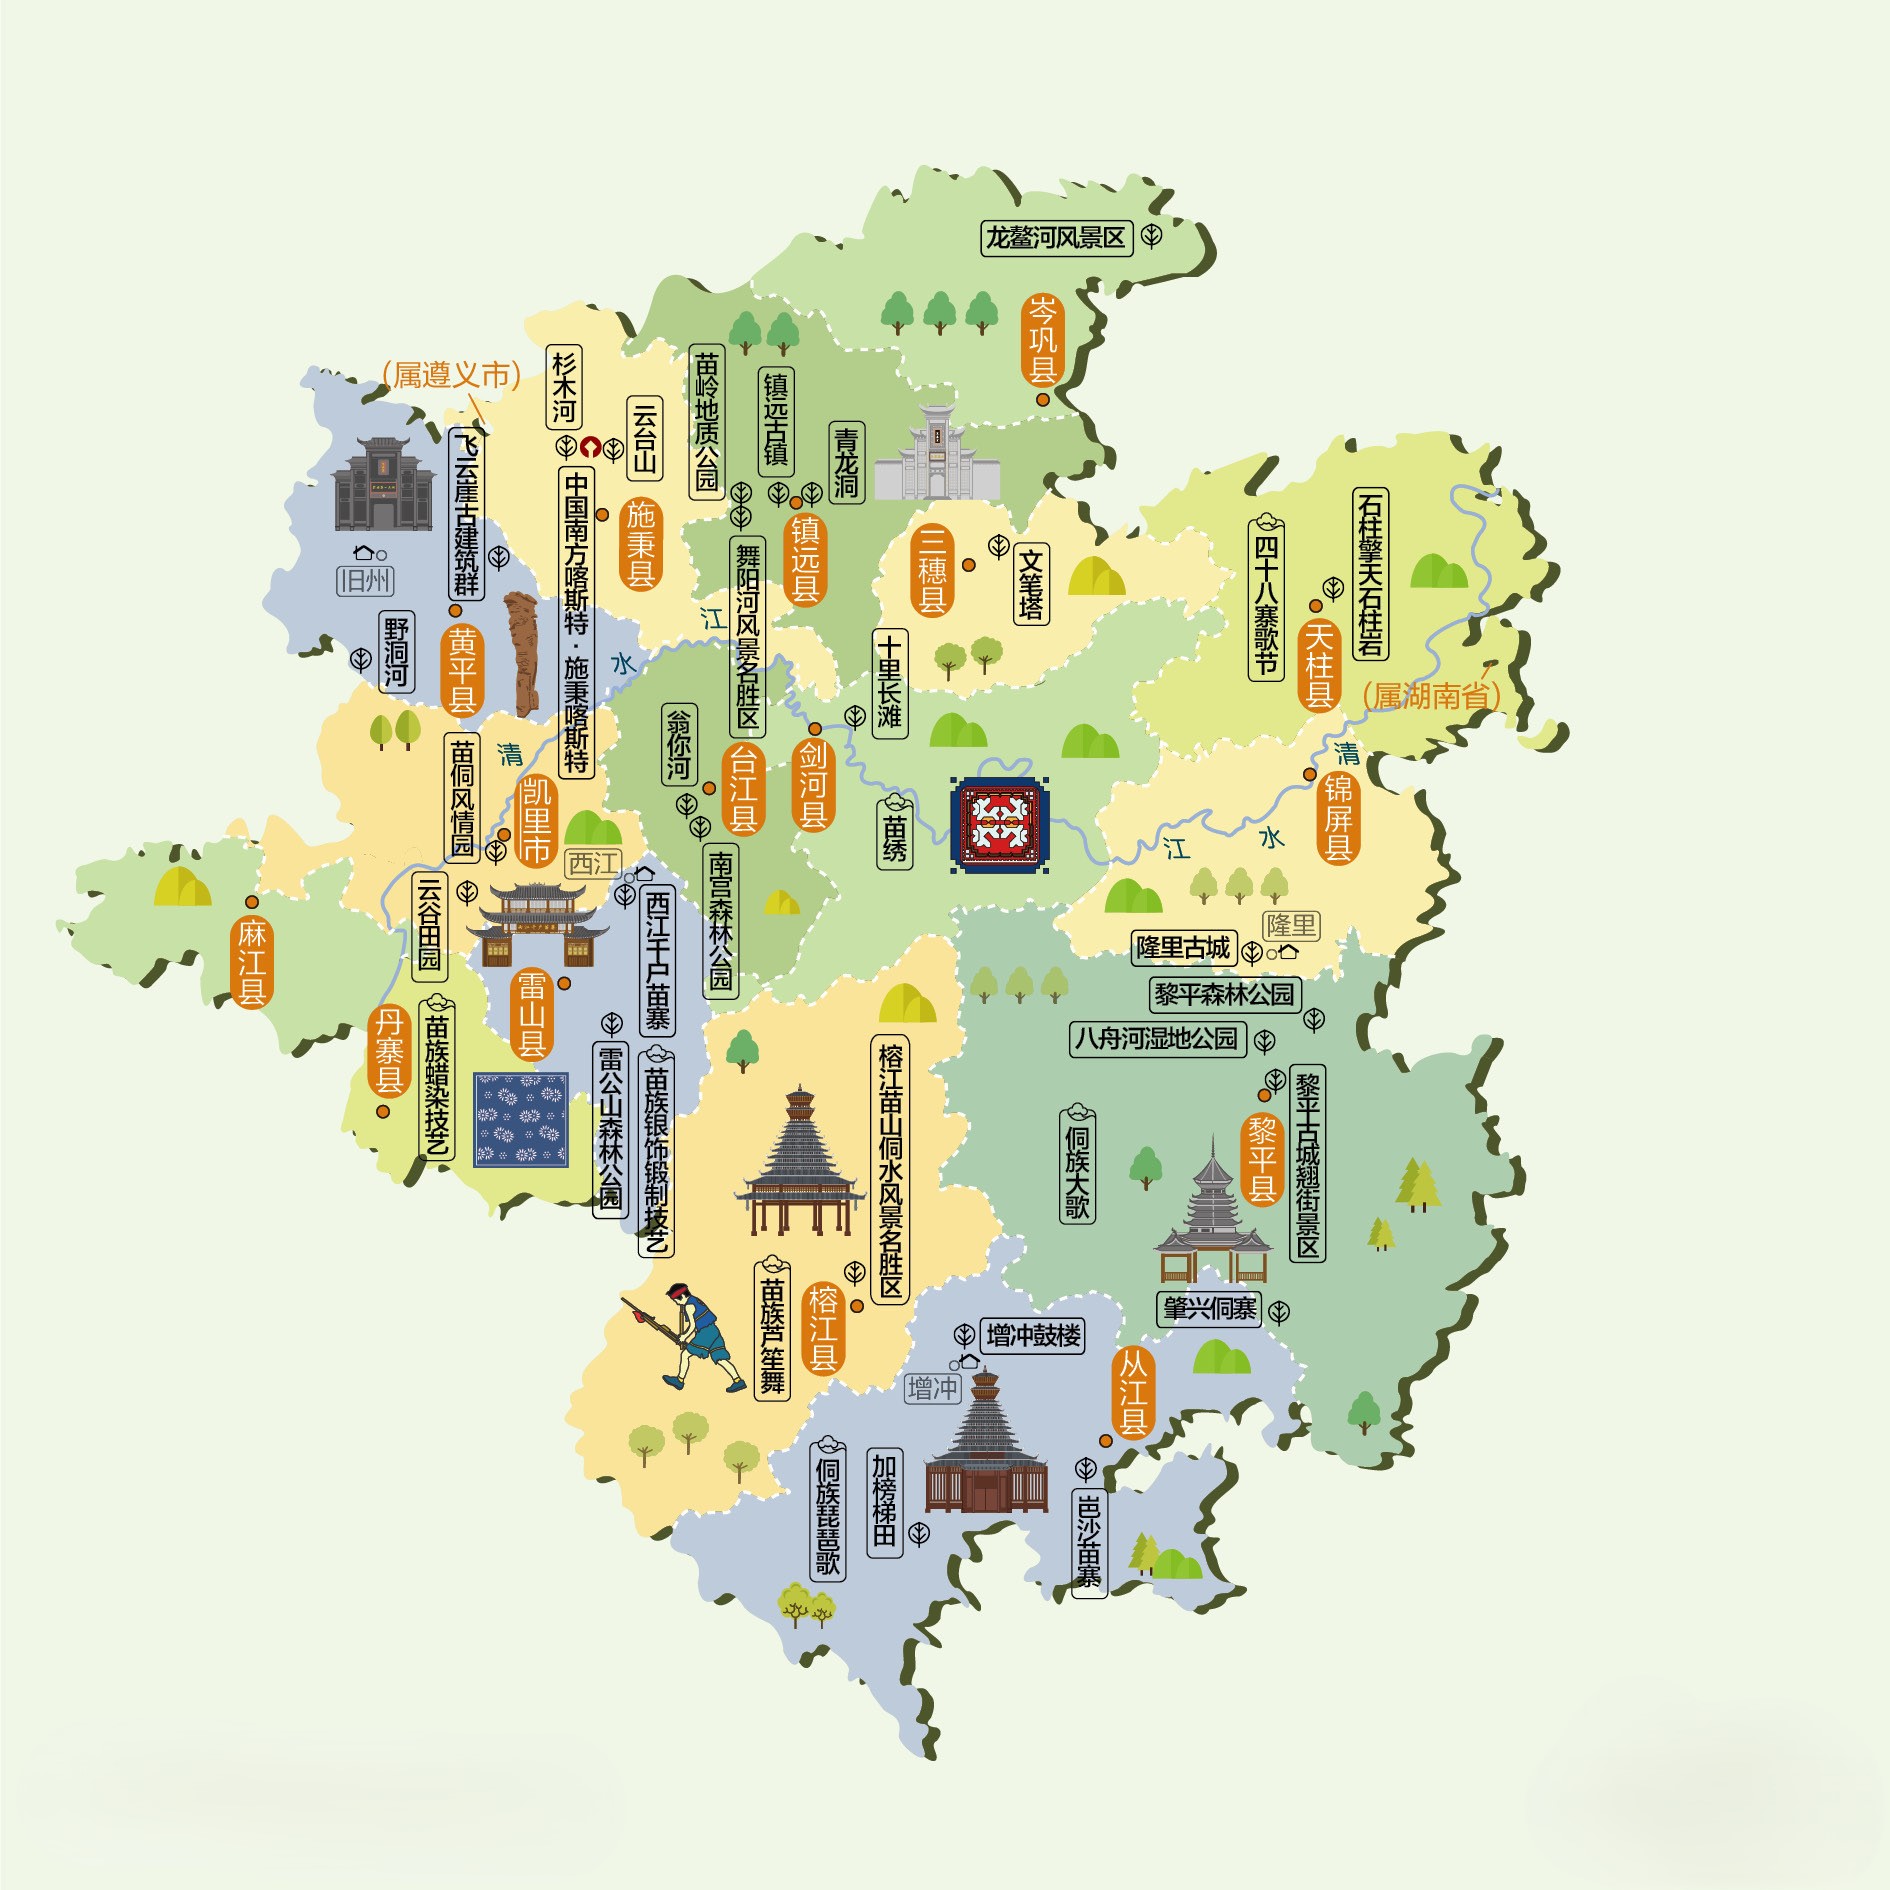 龙鳌河风景区
岑巩县
(属遵义市)
杉木河
云台山
苗岭地质公园
镇远古镇
青龙洞
飞云崖古建筑群
中国南方喀斯特·施秉喀斯特
施秉县
镇远县
舞阳河风景名胜区
三穗县
文笔塔
四十八寨歌节
石柱擎天石柱岩
天柱县
(属湖南省)
旧州
野洞河
黄平县
江
水
清
十里长滩
翁你河
台江县
剑河县
苗侗风情园
凯里市
西江
苗绣
清
锦屏县
水
江
南宫森林公园
云谷田园
西江千户苗寨
麻江县
雷山县
隆里
隆里古城
黎平森林公园
八舟河湿地公园
丹寨县
苗族蜡染技艺
雷公山森林公园
苗族银饰锻制技艺
榕江苗山侗水风景名胜区
侗族大歌
黎平县
黎平古城翘街景区
苗族芦笙舞
榕江县
肇兴侗寨
增冲鼓楼
增冲
从江县
侗族琵琶歌
加榜梯田
岜沙苗寨